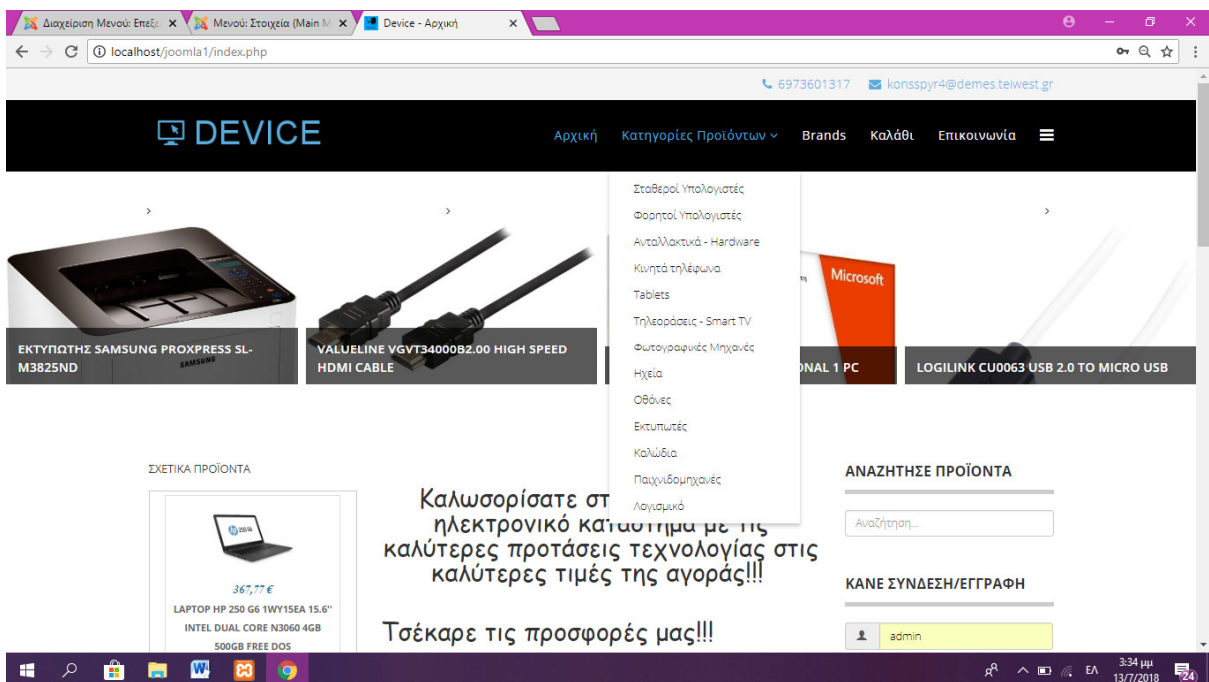 Διαχείριση Μενού: Επεξε
Μενού: Στοιχεία (Main M
Device - Αρχική
localhost/joomla1/index.php
6973601317 konsspyr4@demes.teiwest.gr
DEVICE
Αρχική Κατηγορίες Προϊόντων Brands Καλάθι Επικοινωνία
Σταθεροί Υπολογιστές
Φορητοί Υπολογιστές
Ανταλλακτικά - Hardware
Κινητά τηλέφωνα
Tablets
Τηλεοράσεις - Smart TV
Φωτογραφικές Μηχανές
Ηχεία
Οθόνες
Εκτυπωτές
Καλώδια
Παιχνιδομηχανές
Λογισμικό
Microsoft
SAMSUNG
ΕΚΤΥΠΩΤΗΣ SAMSUNG PROXPRESS SL-
M3825ND
VALUELINE VGVT34000B2.00 HIGH SPEED
HDMI CABLE
ONAL 1 PC
LOGILINK CU0063 USB 2.0 TO MICRO USB
ΣΧΕΤΙΚΑ ΠΡΟΪΟΝΤΑ
367,77 €
LAPTOP HP 250 G6 1WY15EA 15.6''
INTEL DUAL CORE N3060 4GB
500GB FREE DOS
Καλωσορίσατε στ
ηλεκτρονικό κατάστημα με τις
καλύτερες προτάσεις τεχνολογίας στις
καλύτερες τιμές της αγοράς!!!
Τσέκαρε τις προσφορές μας!!!
ΑΝΑΖΗΤΗΣΕ ΠΡΟΪΟΝΤΑ
Αναζήτηση...
ΚΑΝΕ ΣΥΝΔΕΣΗ/ΕΓΓΡΑΦΗ
admin
ΕΛ
3:34 μμ
13/7/2018
24